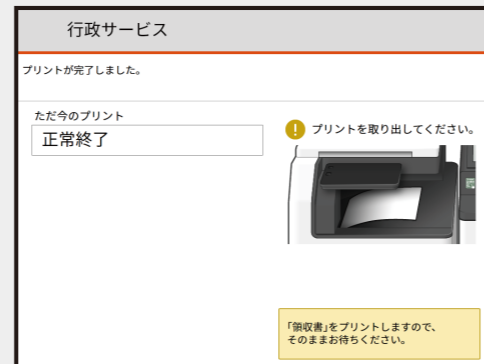 行政サービス
プリントが完了しました。
ただ今のプリント
正常終了
プリントを取り出してください。
「領収書」をプリントしますので、
そのままお待ちください。